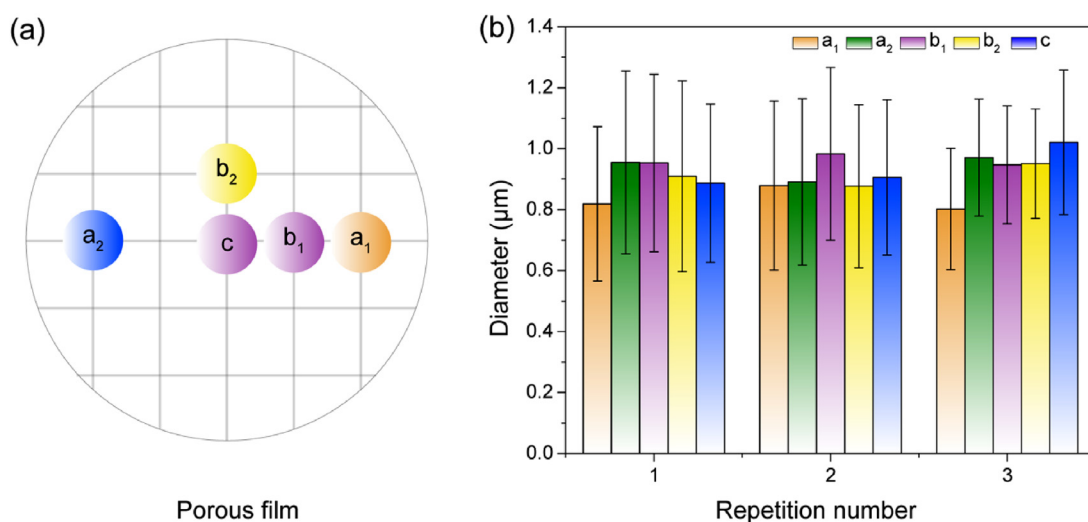 (a)
b₂
a₂
c
b₁
a₁
Porous film
(b)
a₁ a₂ b₁ b₂ c
Diameter (μm)
1.4
1.2
1.0
0.8
0.6
0.4
0.2
0.0
1 2 3
Repetition number